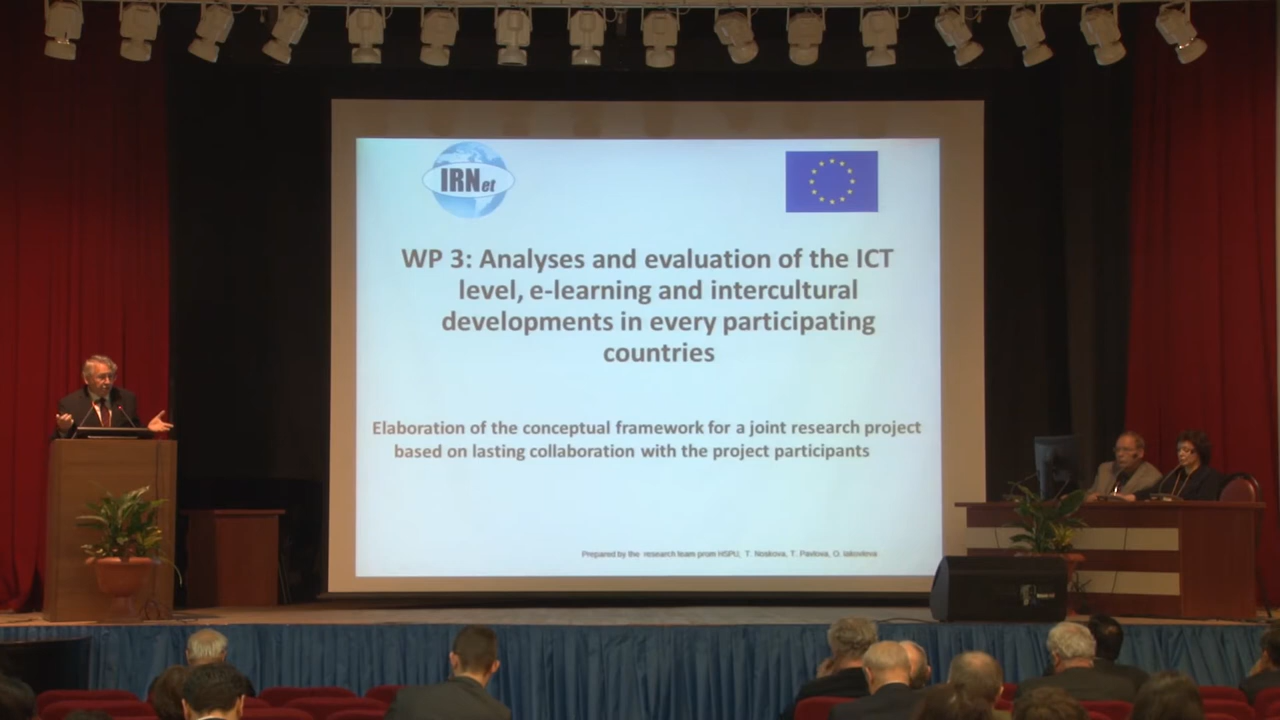 IRNet
WP 3: Analyses and evaluation of the ICT
level, e-learning and intercultural
developments in every participating
countries
Elaboration of the conceptual framework for a joint research project
based on lasting collaboration with the project participants
Prepared by the research team prom HSPU, T. Noskova, T. Pavlova, O. Iakovleva